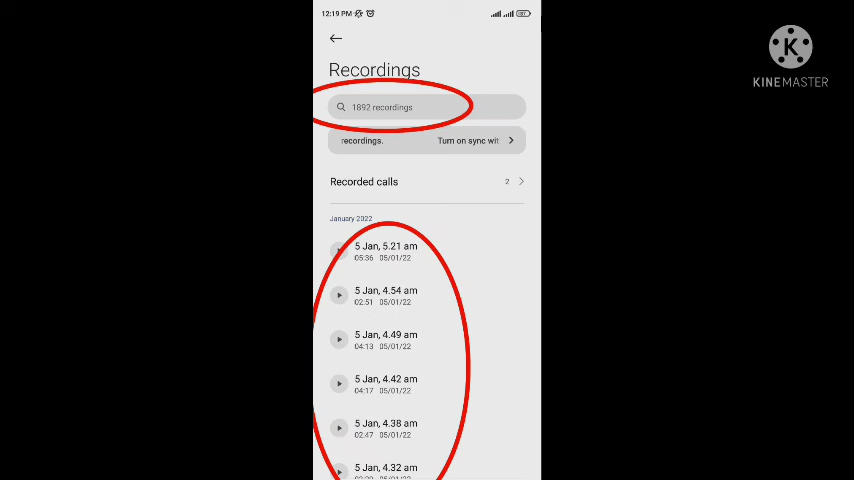 12:19 PM
Recordings
1892 recordings
recordings. Turn on sync wit
Recorded calls 2
January 2022
5 Jan, 5.21 am
05:36 05/01/22
5 Jan, 4.54 am
02:51 05/01/22
5 Jan, 4.49 am
04:13 05/01/22
5 Jan, 4.42 am
04:17 05/01/22
5 Jan, 4.38 am
02:47 05/01/22
5 Jan, 4.32 am
K
KINEMASTER